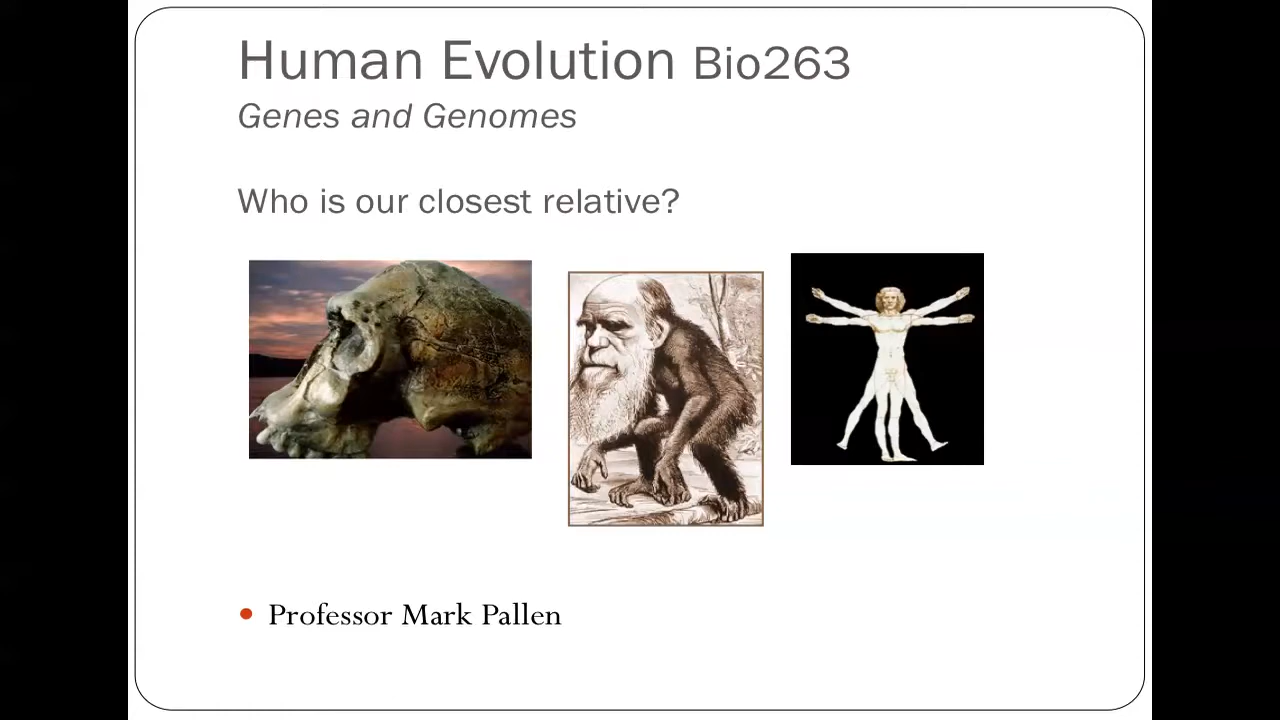 Human Evolution Bio263
Genes and Genomes
Who is our closest relative?
Professor Mark Pallen